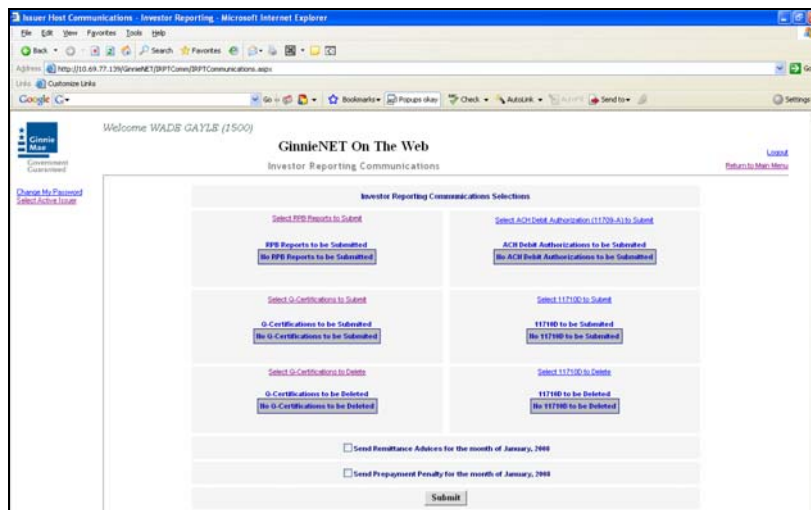 Issuer Host Communications - Investor Reporting - Microsoft Internet Explorer
File Edit View Favorites Tools Help
Back Search Favorites
Address http://10.69.77.139/GinnieNET/IRPTComm/IRPTCommunications.aspx Go
Links Customize Links
Google G Go Bookmarks Popups okay Check AutoLink Send to Settings
Ginnie Mae
Government Guaranteed
Welcome WADE GAYLE (1500)
GinnieNET On The Web
Investor Reporting Communications
Logout
Return to Main Menu
Change My Password
Select Active Issuer
Investor Reporting Communications Selections
Select RPB Reports to Submit
Select ACH Debit Authorization (11709-A) to Submit
RPB Reports to be Submitted
ACH Debit Authorizations to be Submitted
No RPB Reports to be Submitted
No ACH Debit Authorizations to be Submitted
Select G-Certifications to Submit
Select 11710D to Submit
G-Certifications to be Submitted
11710D to be Submitted
No G-Certifications to be Submitted
No 11710D to be Submitted
Select G-Certifications to Delete
Select 11710D to Delete
G-Certifications to be Deleted
11710D to be Deleted
No G-Certifications to be Deleted
No 11710D to be Deleted
Send Remittance Advices for the month of January, 2008
Send Prepayment Penalty for the month of January, 2008
Submit